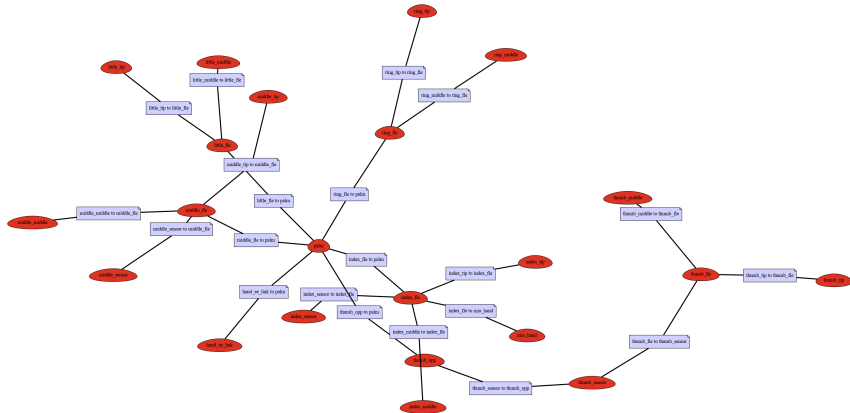 ring_tip
ring_middle
little_middle
little_tip
ring_tip to ring_fle
little_middle to little_fle
middle_tip
ring_middle to ring_fle
little_tip to little_fle
ring_fle
little_fle
middle_tip to middle_fle
ring_fle to palm
thumb_middle
little_fle to palm
middle_fle
middle_middle to middle_fle
thumb_middle to thumb_fle
middle_middle
middle_sensor to middle_fle
middle_fle to palm
palm
index_fle to palm
index_tip
middle_sensor
index_tip to index_fle
thumb_fle
thumb_tip to thumb_fle
thumb_tip
hand_ee_link to palm
index_sensor to index_fle
index_fle
thumb_opp to palm
index_fle to mia_hand
index_sensor
index_middle to index_fle
mia_hand
hand_ee_link
thumb_fle to thumb_sensor
thumb_opp
thumb_sensor
thumb_sensor to thumb_opp
index_middle